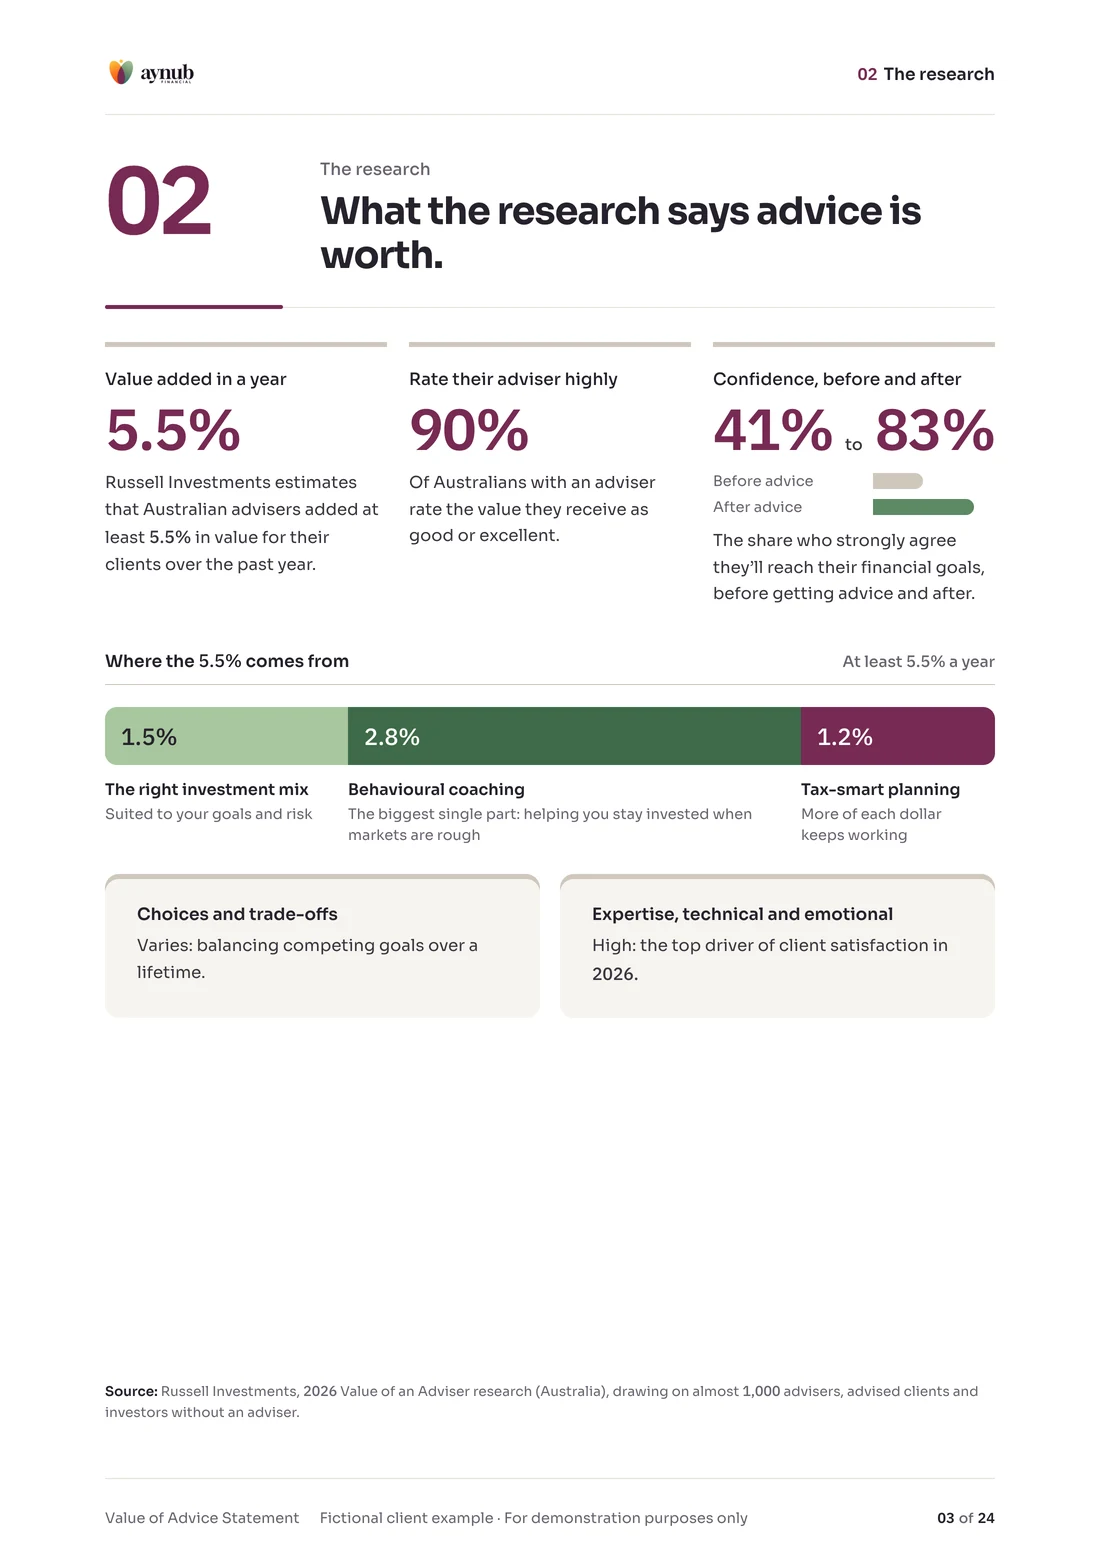 aynub
FINANCIAL
02 The research
02
The research
What the research says advice is
worth.
Value added in a year
5.5%
Russell Investments estimates
that Australian advisers added at
least 5.5% in value for their
clients over the past year.
Rate their adviser highly
90%
Of Australians with an adviser
rate the value they receive as
good or excellent.
Confidence, before and after
41% to 83%
Before advice
After advice
The share who strongly agree
they’ll reach their financial goals,
before getting advice and after.
Where the 5.5% comes from
At least 5.5% a year
1.5%
2.8%
1.2%
The right investment mix
Suited to your goals and risk
Behavioural coaching
The biggest single part: helping you stay invested when
markets are rough
Tax-smart planning
More of each dollar
keeps working
Choices and trade-offs
Varies: balancing competing goals over a
lifetime.
Expertise, technical and emotional
High: the top driver of client satisfaction in
2026.
Source: Russell Investments, 2026 Value of an Adviser research (Australia), drawing on almost 1,000 advisers, advised clients and
investors without an adviser.
Value of Advice Statement
Fictional client example · For demonstration purposes only
03 of 24